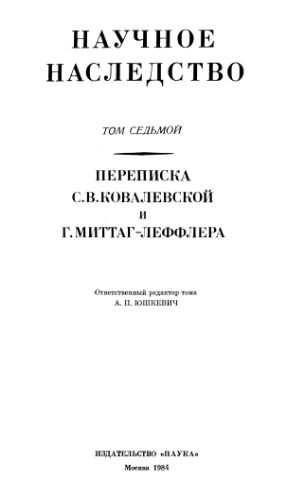 НАУЧНОЕ
НАСЛЕДСТВО
ТОМ СЕДЬМОЙ
ПЕРЕПИСКА
С.В.КОВАЛЕВСКОЙ
И
Г.МИТТАГ-ЛЕФФЛЕРА
Ответственный редактор тома
А. П. ЮШКЕВИЧ
ИЗДАТЕЛЬСТВО «НАУКА»
Москва 1984